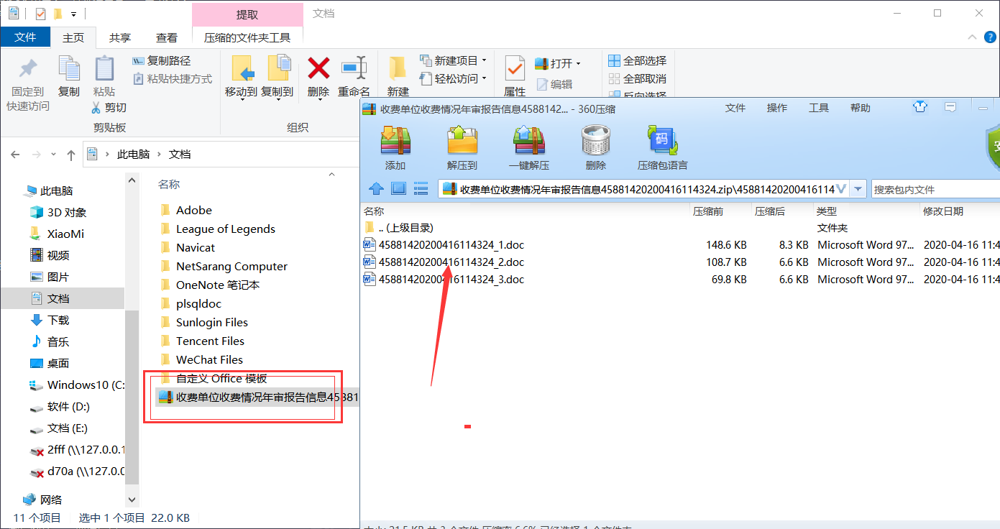 提取
文档
文件
主页
共享
查看
压缩的文件夹工具
固定到
快速访问
复制
粘贴
复制路径
粘贴快捷方式
剪切
剪贴板
移动到
复制到
删除
重命名
组织
新建
新建项目
轻松访问
属性
打开
编辑
全部选择
全部取消
反向选择
此电脑 › 文档
此电脑
3D 对象
XiaoMi
视频
图片
文档
下载
音乐
桌面
Windows10 (C:
软件 (D:)
文档 (E:)
2fff (\\127.0.0.1
d70a (\\127.0.0
网络
名称
Adobe
League of Legends
Navicat
NetSarang Computer
OneNote 笔记本
plsqldoc
Sunlogin Files
Tencent Files
WeChat Files
自定义 Office 模板
收费单位收费情况年审报告信息45881
11 个项目
选中 1 个项目 22.0 KB
收费单位收费情况年审报告信息4588142... - 360压缩
文件
操作
工具
帮助
添加
解压到
一键解压
删除
压缩包语言
收费单位收费情况年审报告信息45881420200416114324.zip\45881420200416114
搜索包内文件
名称
压缩前
压缩后
类型
修改日期
.. (上级目录)
文件夹
45881420200416114324_1.doc 148.6 KB 8.3 KB Microsoft Word 97... 2020-04-16 11:4
45881420200416114324_2.doc 108.7 KB 6.6 KB Microsoft Word 97... 2020-04-16 11:4
45881420200416114324_3.doc 69.8 KB 6.6 KB Microsoft Word 97... 2020-04-16 11:4